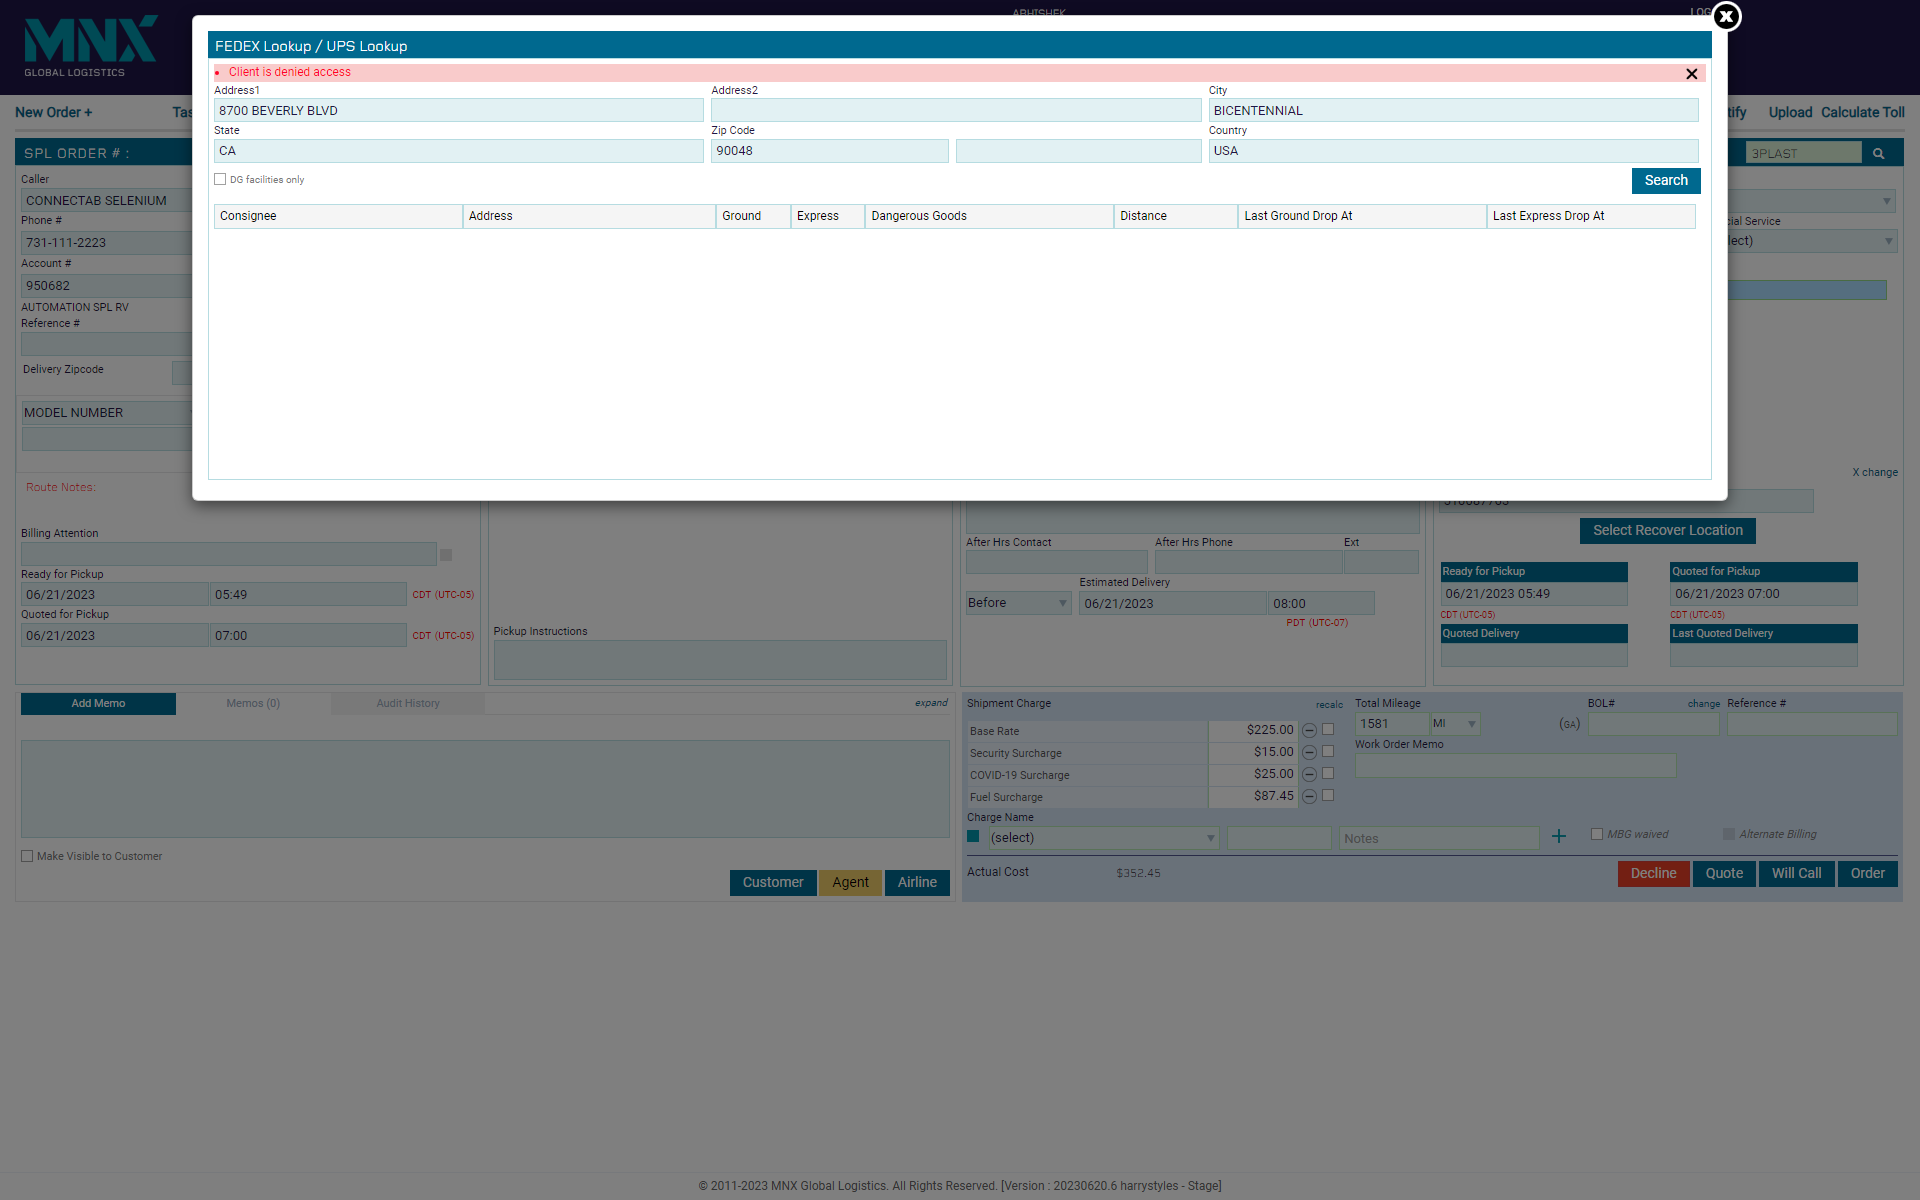 MNX
GLOBAL LOGISTICS
ABHISHEK
LOG
FEDEX Lookup / UPS Lookup
Client is denied access
Address1
Address2
City
8700 BEVERLY BLVD
BICENTENNIAL
State
Zip Code
Country
CA
90048
USA
DG facilities only
Search
Consignee
Address
Ground
Express
Dangerous Goods
Distance
Last Ground Drop At
Last Express Drop At
New Order +
Tas
tify
Upload
Calculate Toll
SPL ORDER # :
3PLAST
Caller
CONNECTAB SELENIUM
Phone #
cial Service
731-111-2223
lect)
Account #
950682
AUTOMATION SPL RV
Reference #
Delivery Zipcode
MODEL NUMBER
X change
Route Notes:
Select Recover Location
Billing Attention
After Hrs Contact
After Hrs Phone
Ext
Ready for Pickup
06/21/2023
05:49
CDT (UTC-05)
Quoted for Pickup
06/21/2023
07:00
CDT (UTC-05)
Pickup Instructions
Estimated Delivery
Before
06/21/2023
08:00
PDT (UTC-07)
Ready for Pickup
Quoted for Pickup
06/21/2023 05:49
06/21/2023 07:00
CDT (UTC-05)
CDT (UTC-05)
Quoted Delivery
Last Quoted Delivery
Add Memo
Memos (0)
Audit History
expand
Make Visible to Customer
Customer
Agent
Airline
Shipment Charge
recalc
Base Rate
$225.00
Security Surcharge
$15.00
COVID-19 Surcharge
$25.00
Fuel Surcharge
$87.45
Total Mileage
BOL#
change
Reference #
1581
MI
(GA)
Work Order Memo
Charge Name
(select)
Notes
MBG waived
Alternate Billing
Actual Cost
$352.45
Decline
Quote
Will Call
Order
© 2011-2023 MNX Global Logistics. All Rights Reserved. [Version : 20230620.6 harrystyles - Stage]